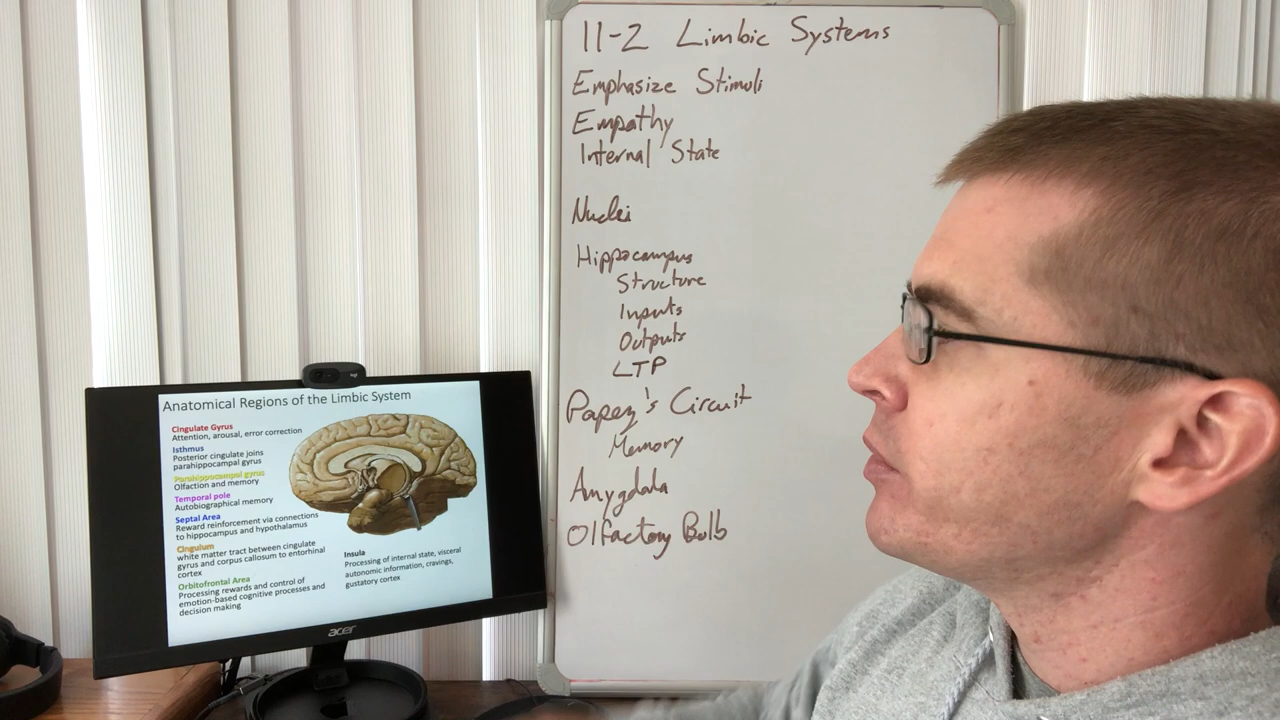 11-2 Limbic Systems
Emphasize Stimuli
Empathy
Internal State
Nuclei
Hippocampus
Structure
Inputs
Outputs
LTP
Papez's Circuit
Memory
Amygdala
Olfactory Bulb
Anatomical Regions of the Limbic System
Cingulate Gyrus
Attention, arousal, error correction
Isthmus
Posterior cingulate joins
parahippocampal gyrus
Parahippocampal gyrus
Olfaction and memory
Temporal pole
Autobiographical memory
Septal Area
Reward reinforcement via connections
to hippocampus and hypothalamus
Cingulum
white matter tract between cingulate
gyrus and corpus callosum to entorhinal
cortex
Orbitofrontal Area
Processing rewards and control of
emotion-based cognitive processes and
decision making
Insula
Processing of internal state, visceral
autonomic information, cravings,
gustatory cortex
acer
logi